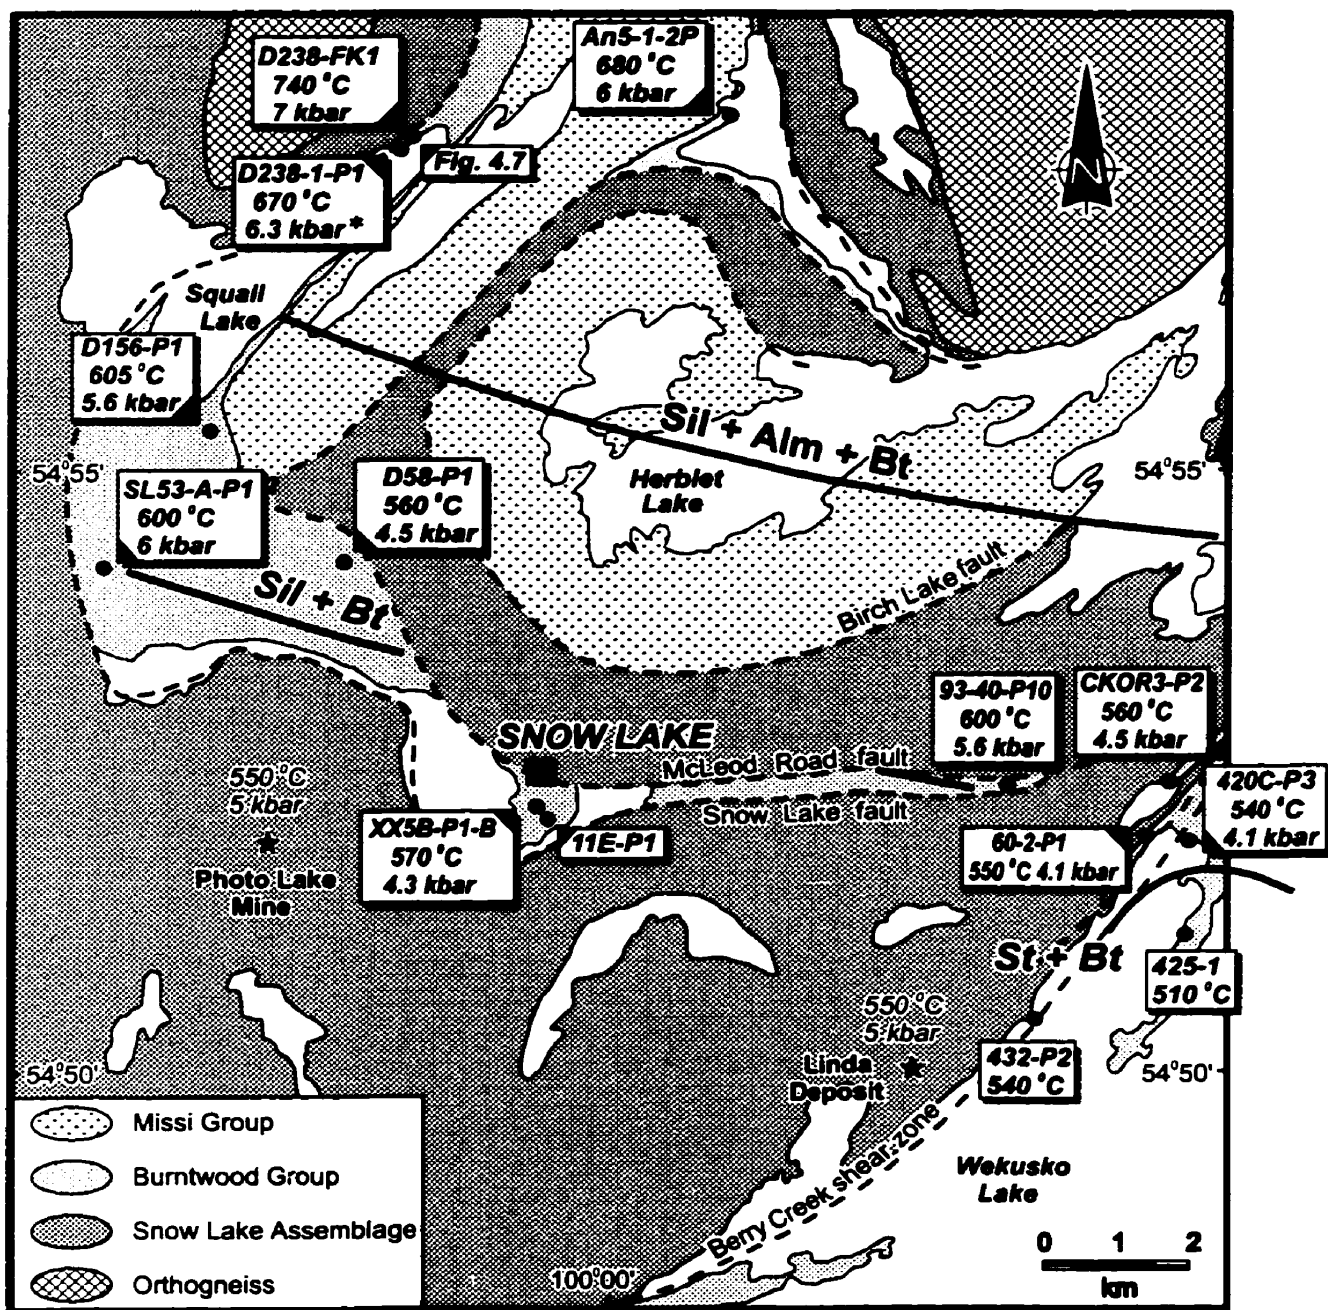 D238-FK1
740 °C
7 kbar
An5-1-2P
680 °C
6 kbar
N
Fig. 4.7
D238-1-P1
670 °C
6.3 kbar*
Squall
Lake
D156-P1
605 °C
5.6 kbar
Sil + Alm + Bt
54°55'
54°55'
SL53-A-P1
600 °C
6 kbar
D58-P1
560 °C
4.5 kbar
Herblet
Lake
Sil + Bt
Birch Lake fault
93-40-P10
600 °C
5.6 kbar
CKOR3-P2
560 °C
4.5 kbar
SNOW LAKE
McLeod Road fault
Snow Lake fault
550 °C
5 kbar
Photo Lake
Mine
XX5B-P1-B
570 °C
4.3 kbar
11E-P1
60-2-P1
550 °C 4.1 kbar
420C-P3
540 °C
4.1 kbar
St + Bt
425-1
510 °C
550 °C
5 kbar
Linda
Deposit
432-P2
540 °C
54°50'
54°50'
Berry Creek shear zone
Wekusko
Lake
Missi Group
Burntwood Group
Snow Lake Assemblage
Orthogneiss
100°00'
0 1 2
km